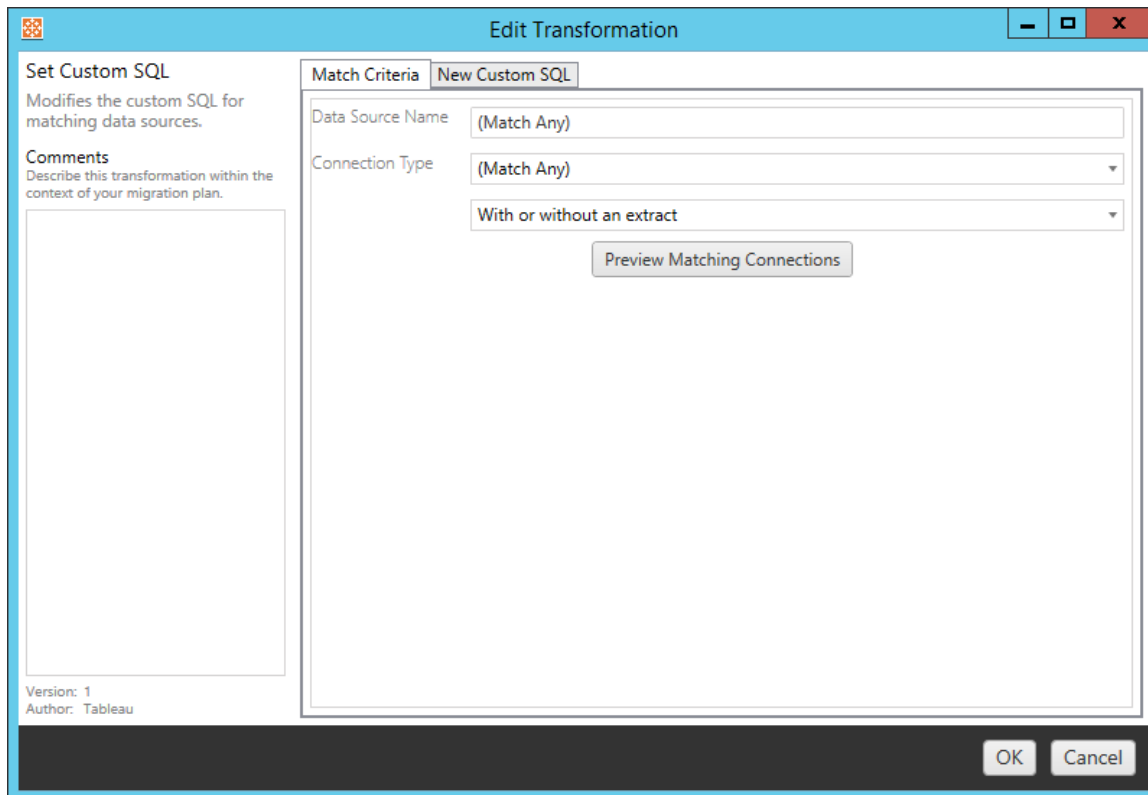 Edit Transformation
Set Custom SQL
Modifies the custom SQL for
matching data sources.
Comments
Describe this transformation within the
context of your migration plan.
Version: 1
Author: Tableau
Match Criteria
New Custom SQL
Data Source Name
(Match Any)
Connection Type
(Match Any)
With or without an extract
Preview Matching Connections
OK
Cancel